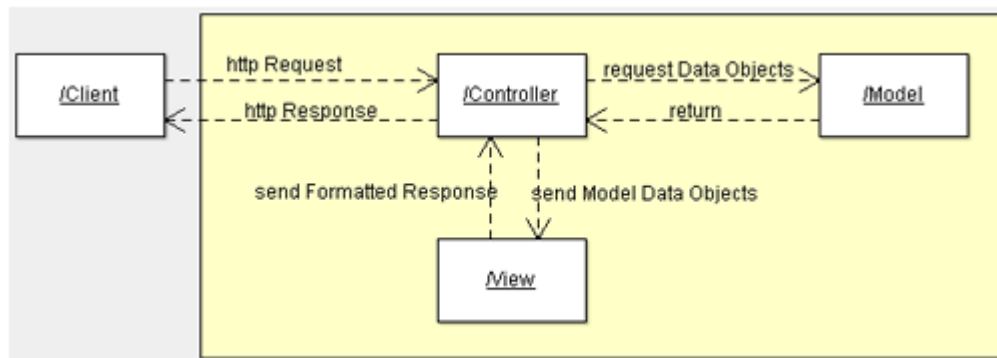 http Request
request Data Objects
/Client
/Controller
/Model
http Response
return
send Formatted Response
send Model Data Objects
/View